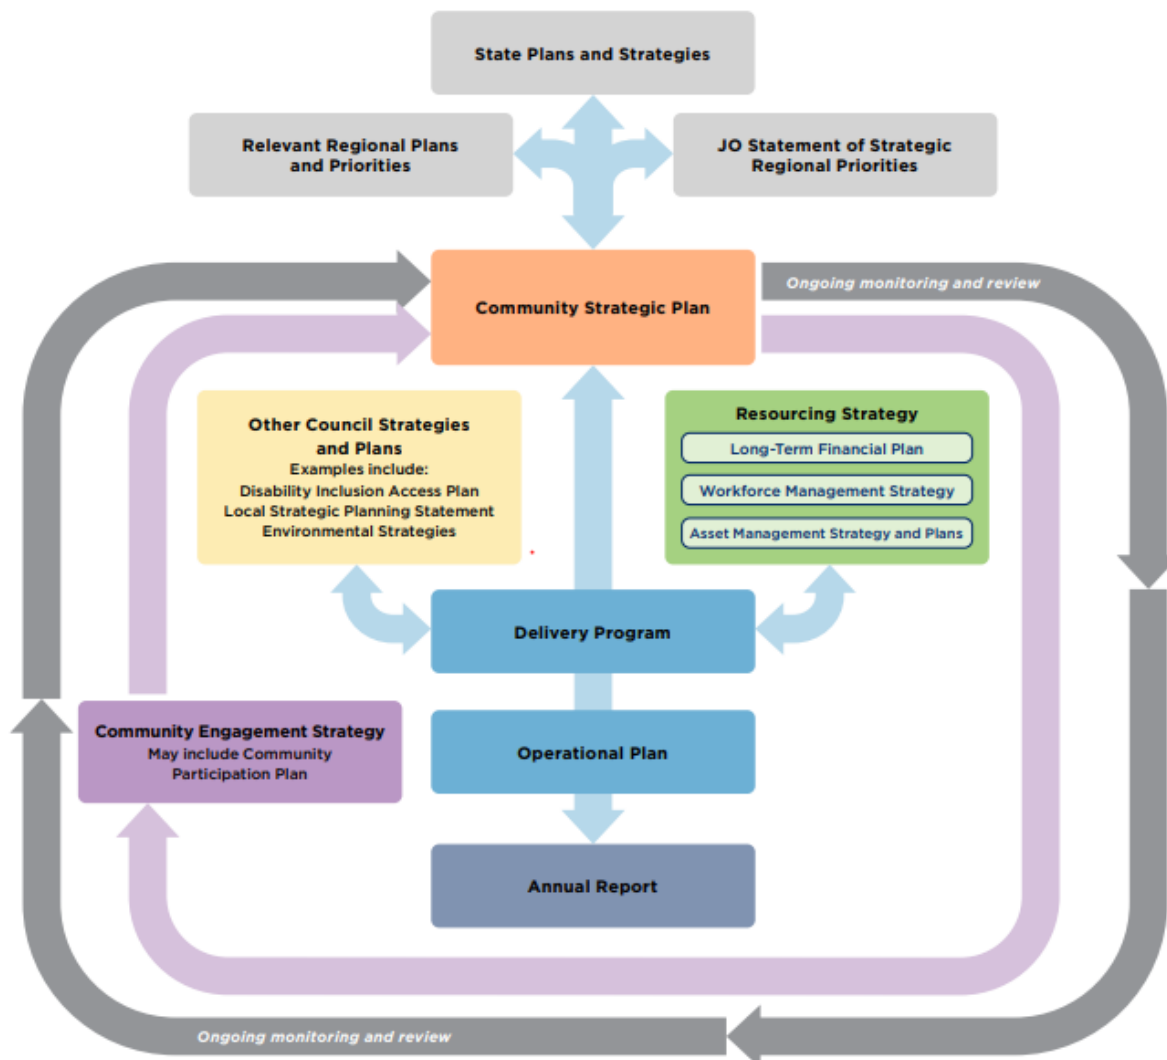 State Plans and Strategies
Relevant Regional Plans
and Priorities
JO Statement of Strategic
Regional Priorities
Community Strategic Plan
Ongoing monitoring and review
Other Council Strategies
and Plans
Examples include:
Disability Inclusion Access Plan
Local Strategic Planning Statement
Environmental Strategies
Resourcing Strategy
Long-Term Financial Plan
Workforce Management Strategy
Asset Management Strategy and Plans
Delivery Program
Community Engagement Strategy
May include Community
Participation Plan
Operational Plan
Annual Report
Ongoing monitoring and review